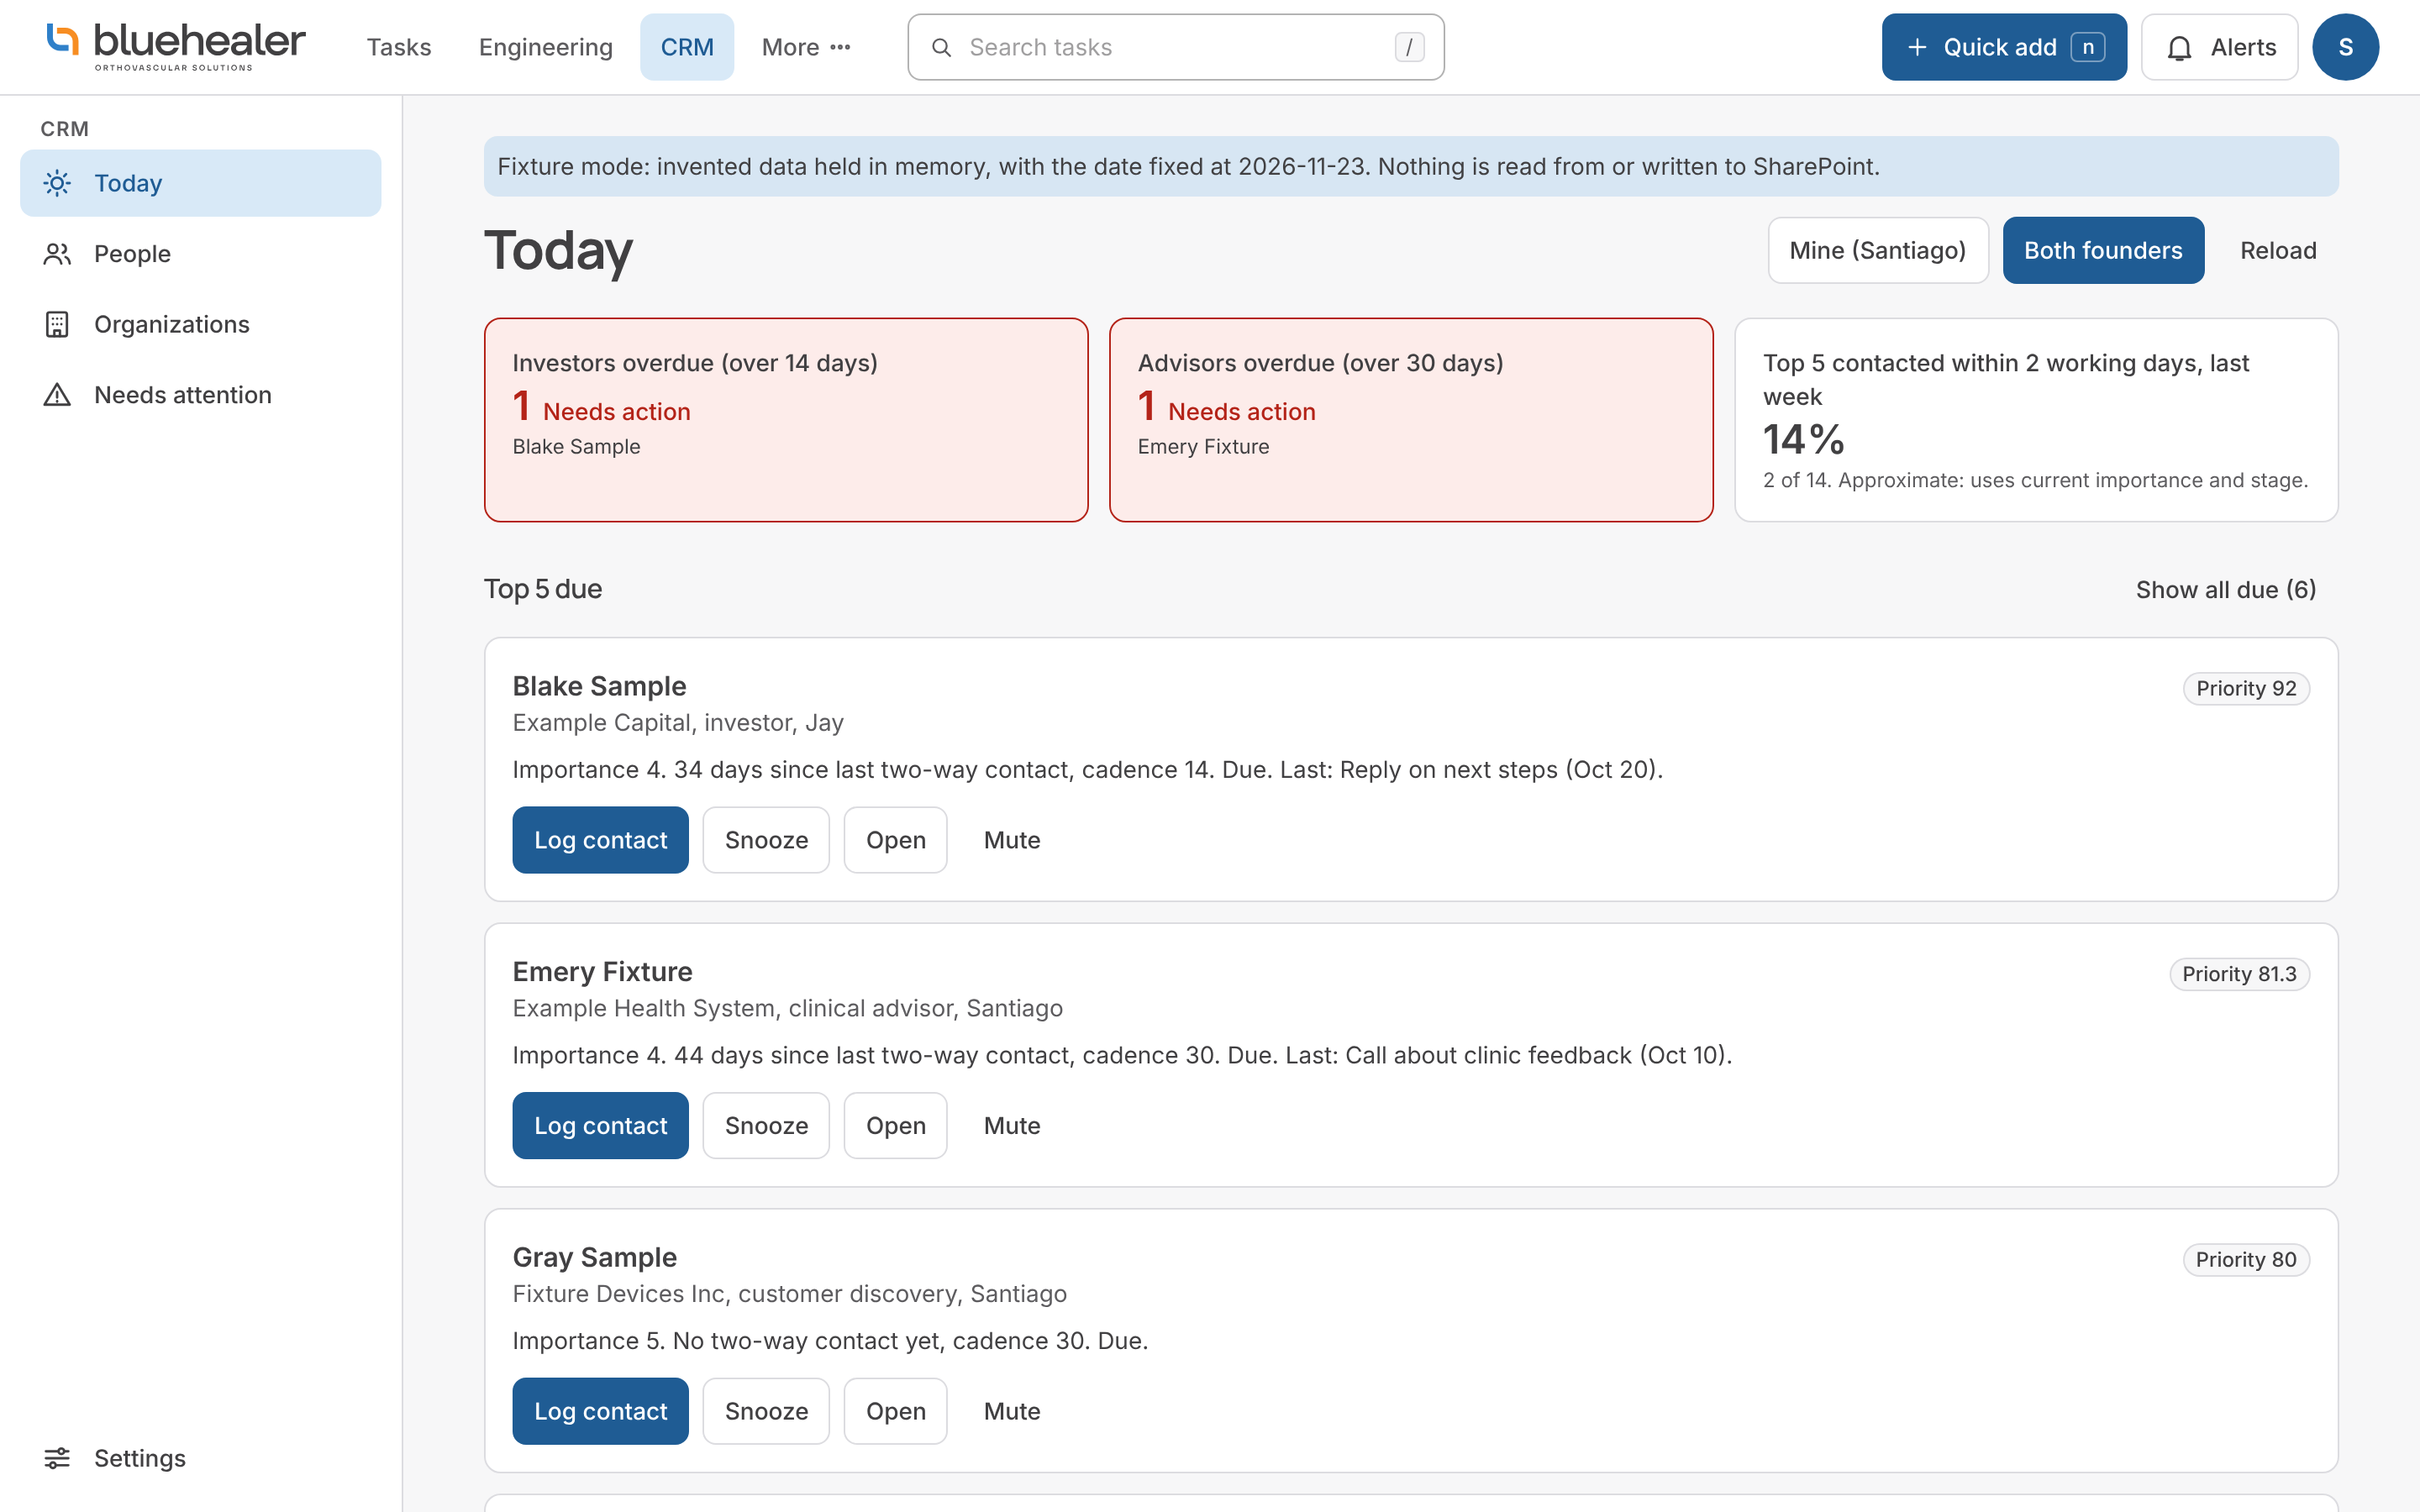 bluehealer
ORTHOVASCULAR SOLUTIONS
Tasks
Engineering
CRM
More
Search tasks
/
Quick add
n
Alerts
S
CRM
Today
People
Organizations
Needs attention
Settings
Fixture mode: invented data held in memory, with the date fixed at 2026-11-23. Nothing is read from or written to SharePoint.
Today
Mine (Santiago)
Both founders
Reload
Investors overdue (over 14 days)
1 Needs action
Blake Sample
Advisors overdue (over 30 days)
1 Needs action
Emery Fixture
Top 5 contacted within 2 working days, last
week
14%
2 of 14. Approximate: uses current importance and stage.
Top 5 due
Show all due (6)
Blake Sample
Priority 92
Example Capital, investor, Jay
Importance 4. 34 days since last two-way contact, cadence 14. Due. Last: Reply on next steps (Oct 20).
Log contact
Snooze
Open
Mute
Emery Fixture
Priority 81.3
Example Health System, clinical advisor, Santiago
Importance 4. 44 days since last two-way contact, cadence 30. Due. Last: Call about clinic feedback (Oct 10).
Log contact
Snooze
Open
Mute
Gray Sample
Priority 80
Fixture Devices Inc, customer discovery, Santiago
Importance 5. No two-way contact yet, cadence 30. Due.
Log contact
Snooze
Open
Mute